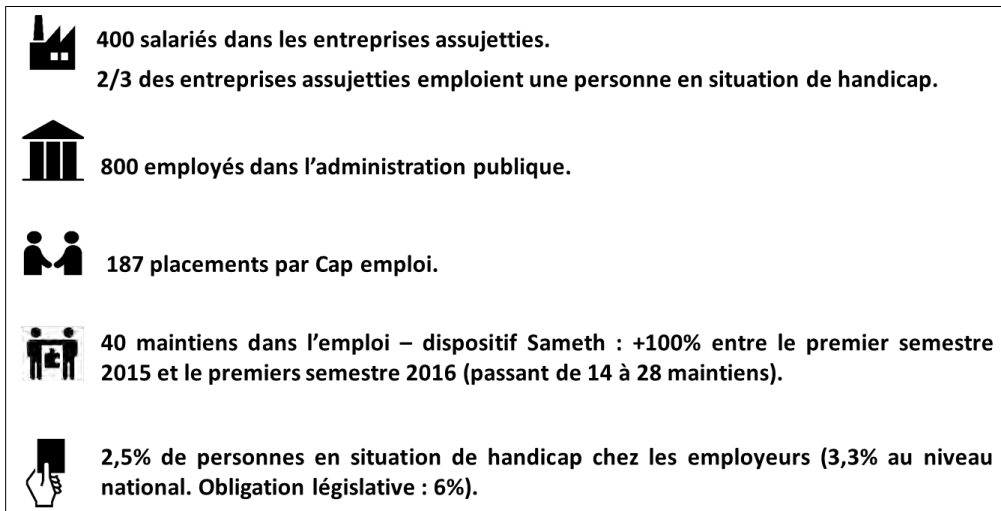 400 salariés dans les entreprises assujetties.
2/3 des entreprises assujetties emploient une personne en situation de handicap.
800 employés dans l’administration publique.
187 placements par Cap emploi.
40 maintiens dans l’emploi – dispositif Sameth : +100% entre le premier semestre
2015 et le premiers semestre 2016 (passant de 14 à 28 maintiens).
2,5% de personnes en situation de handicap chez les employeurs (3,3% au niveau
national. Obligation législative : 6%).